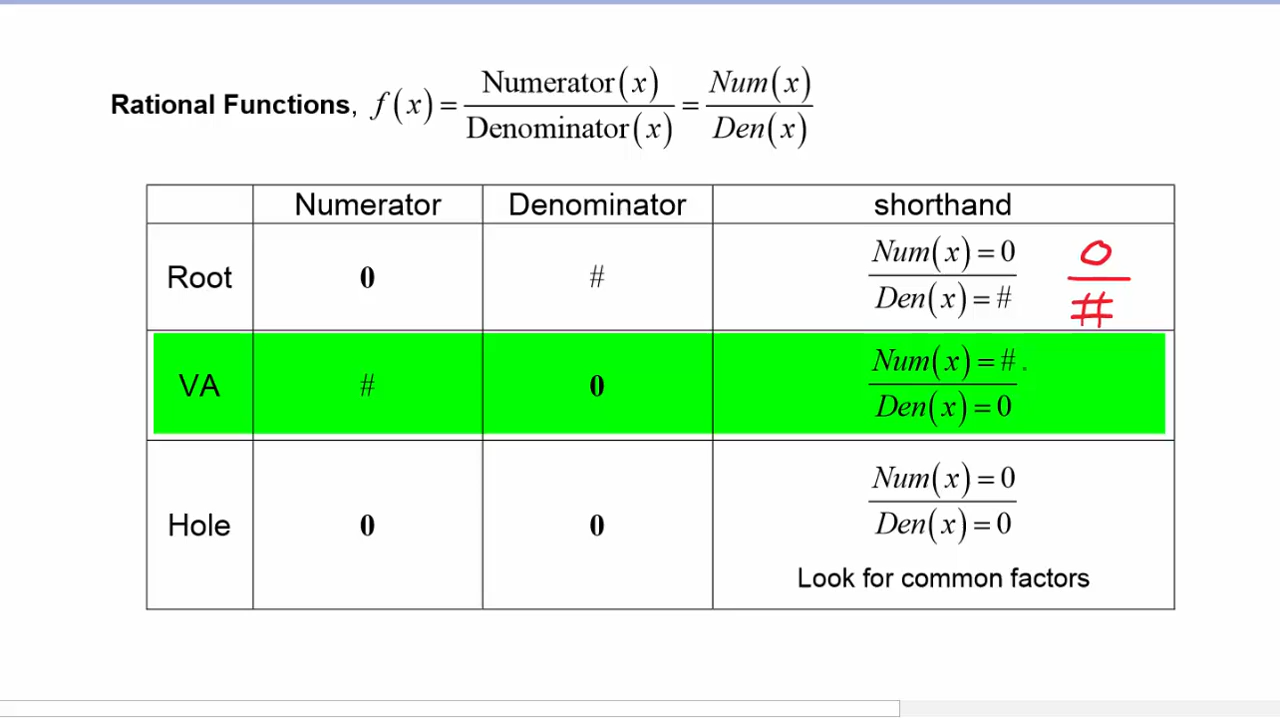 Rational Functions, f(x) = Numerator(x)/Denominator(x) = Num(x)/Den(x)
Numerator Denominator shorthand
Root 0 # Num(x) = 0 / Den(x) = # 0/#
VA # 0 Num(x) = # / Den(x) = 0
Hole 0 0 Num(x) = 0 / Den(x) = 0
Look for common factors